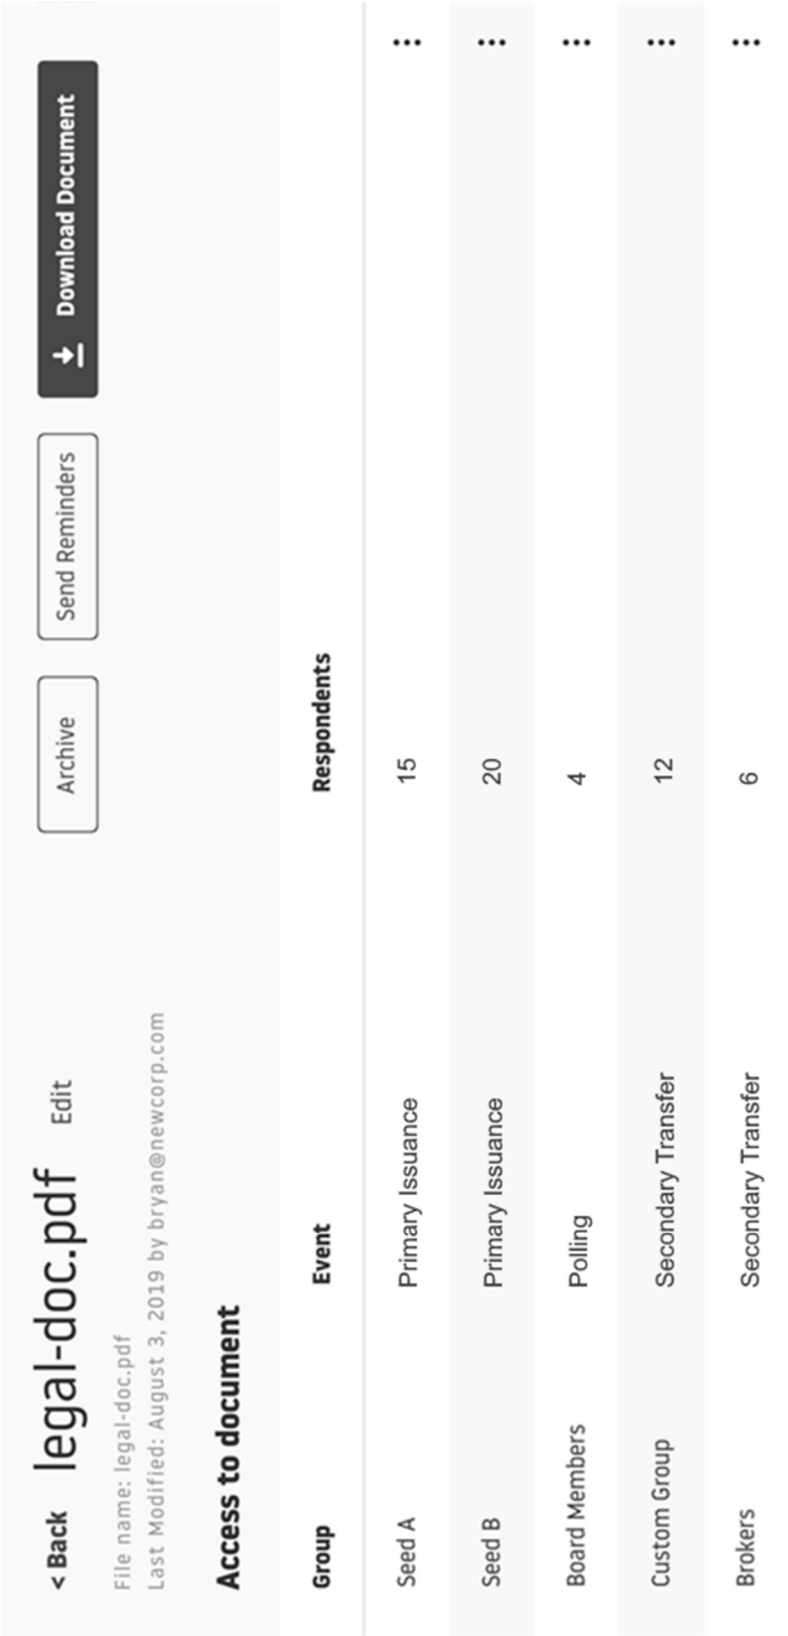 < Back legal-doc.pdf Edit Archive Send Reminders Download Document
File name: legal-doc.pdf
Last Modified: August 3, 2019 by bryan@newcorp.com
Access to document
Group Event Respondents
Seed A Primary Issuance 15
Seed B Primary Issuance 20
Board Members Polling 4
Custom Group Secondary Transfer 12
Brokers Secondary Transfer 6